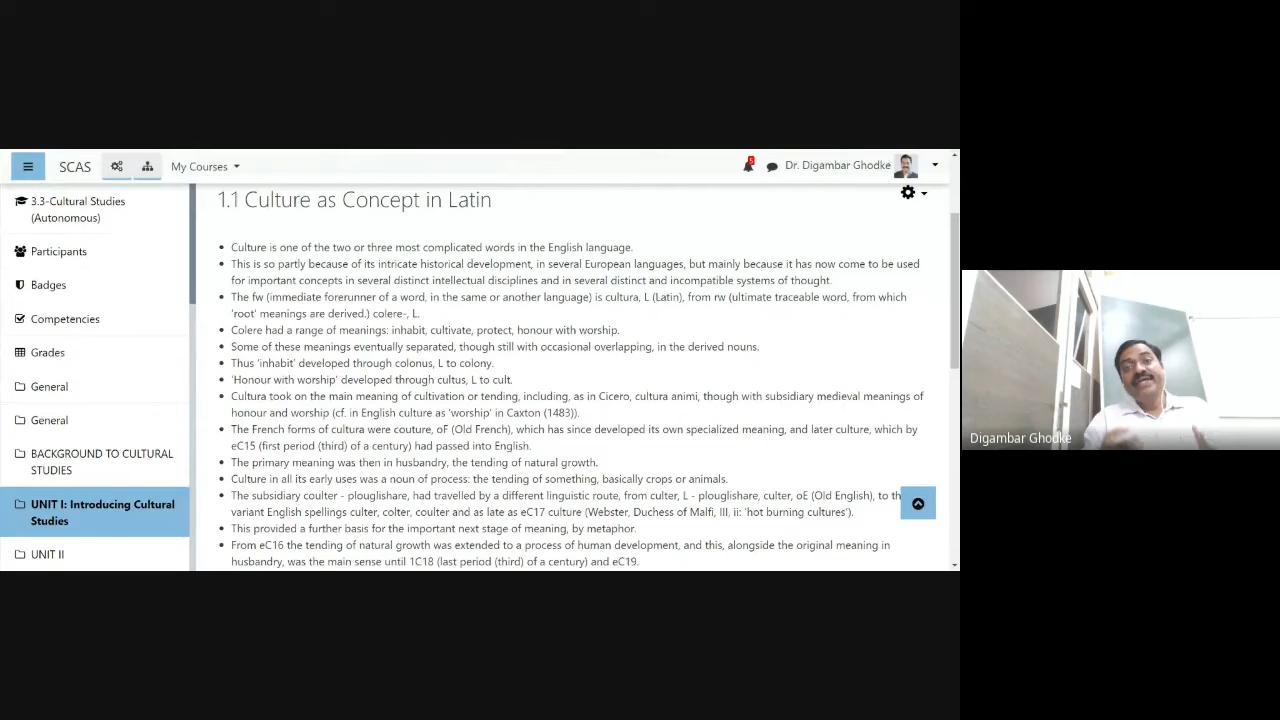 SCAS
My Courses
5
Dr. Digambar Ghodke
3.3-Cultural Studies
(Autonomous)
Participants
Badges
Competencies
Grades
General
General
BACKGROUND TO CULTURAL
STUDIES
UNIT I: Introducing Cultural
Studies
UNIT II
1.1 Culture as Concept in Latin
Culture is one of the two or three most complicated words in the English language.
This is so partly because of its intricate historical development, in several European languages, but mainly because it has now come to be used
for important concepts in several distinct intellectual disciplines and in several distinct and incompatible systems of thought.
The fw (immediate forerunner of a word, in the same or another language) is cultura, L (Latin), from rw (ultimate traceable word, from which
'root' meanings are derived.) colere-, L.
Colere had a range of meanings: inhabit, cultivate, protect, honour with worship.
Some of these meanings eventually separated, though still with occasional overlapping, in the derived nouns.
Thus 'inhabit' developed through colonus, L to colony.
'Honour with worship' developed through cultus, L to cult.
Cultura took on the main meaning of cultivation or tending, including, as in Cicero, cultura animi, though with subsidiary medieval meanings of
honour and worship (cf. in English culture as 'worship' in Caxton (1483)).
The French forms of cultura were couture, oF (Old French), which has since developed its own specialized meaning, and later culture, which by
eC15 (first period (third) of a century) had passed into English.
The primary meaning was then in husbandry, the tending of natural growth.
Culture in all its early uses was a noun of process: the tending of something, basically crops or animals.
The subsidiary coulter - plouglishare, had travelled by a different linguistic route, from culter, L - plouglishare, culter, oE (Old English), to th
variant English spellings culter, colter, coulter and as late as eC17 culture (Webster, Duchess of Malfi, III, ii: 'hot burning cultures').
This provided a further basis for the important next stage of meaning, by metaphor.
From eC16 the tending of natural growth was extended to a process of human development, and this, alongside the original meaning in
husbandry, was the main sense until 1C18 (last period (third) of a century) and eC19.
Digambar Ghodke